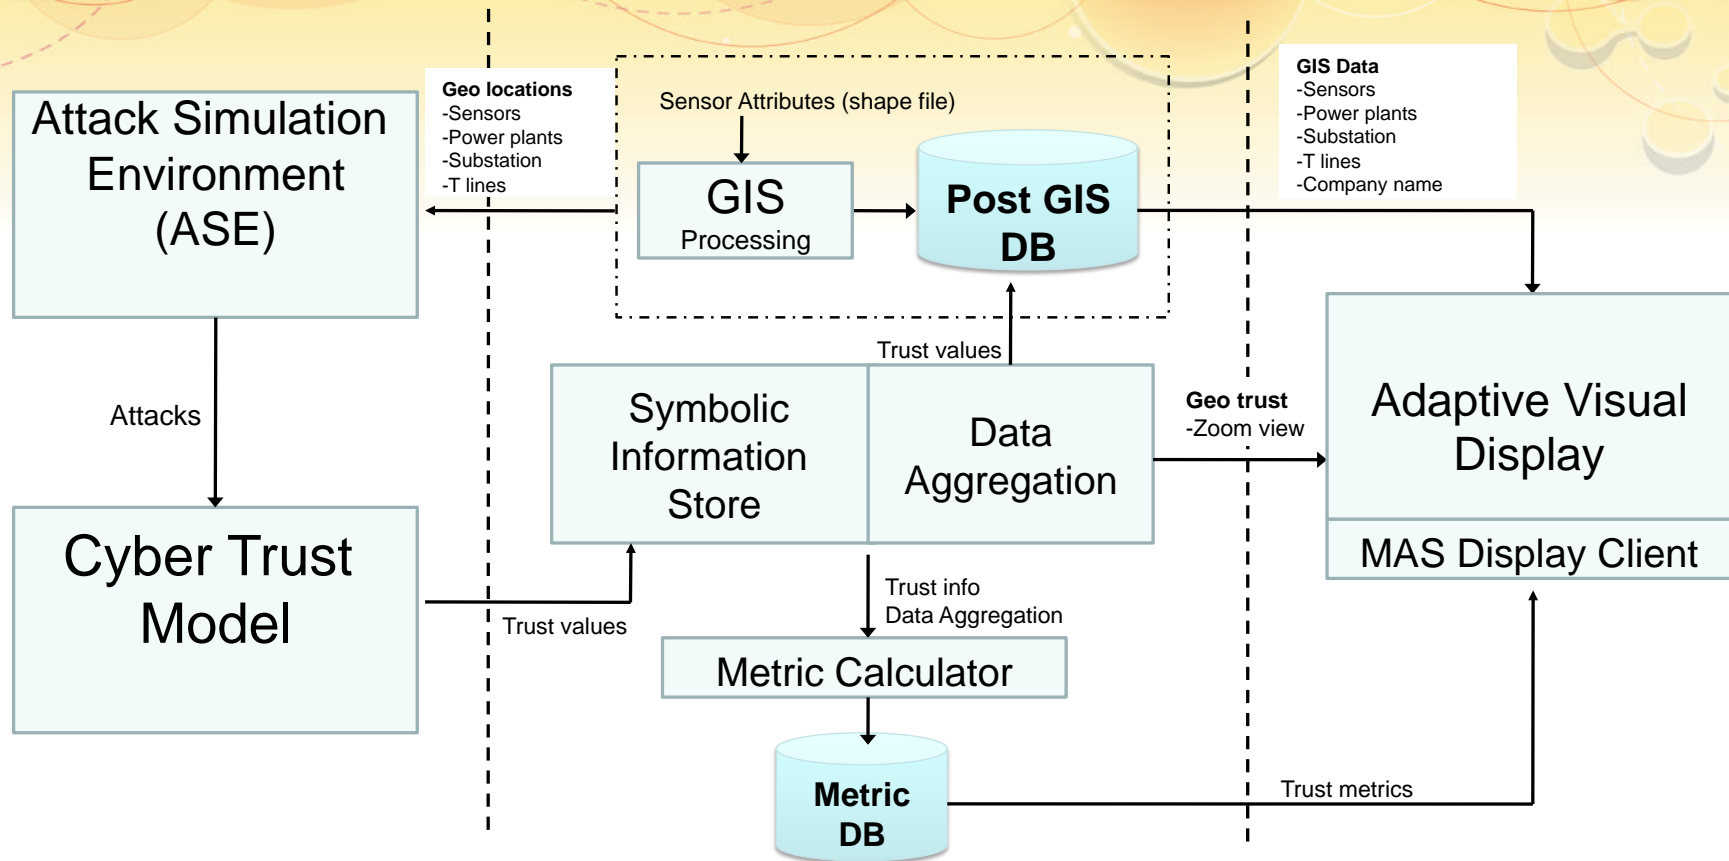 Attack Simulation
Environment
(ASE)
Geo locations
-Sensors
-Power plants
-Substation
-T lines
Sensor Attributes (shape file)
GIS
Processing
Post GIS
DB
GIS Data
-Sensors
-Power plants
-Substation
-T lines
-Company name
Attacks
Trust values
Symbolic
Information
Store
Data
Aggregation
Geo trust
-Zoom view
Adaptive Visual
Display
MAS Display Client
Cyber Trust
Model
Trust values
Trust info
Data Aggregation
Metric Calculator
Metric
DB
Trust metrics